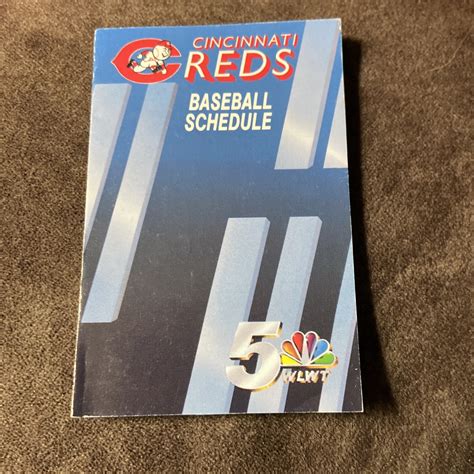 CINCINNATI
REDS
BASEBALL
SCHEDULE
5
WLWT